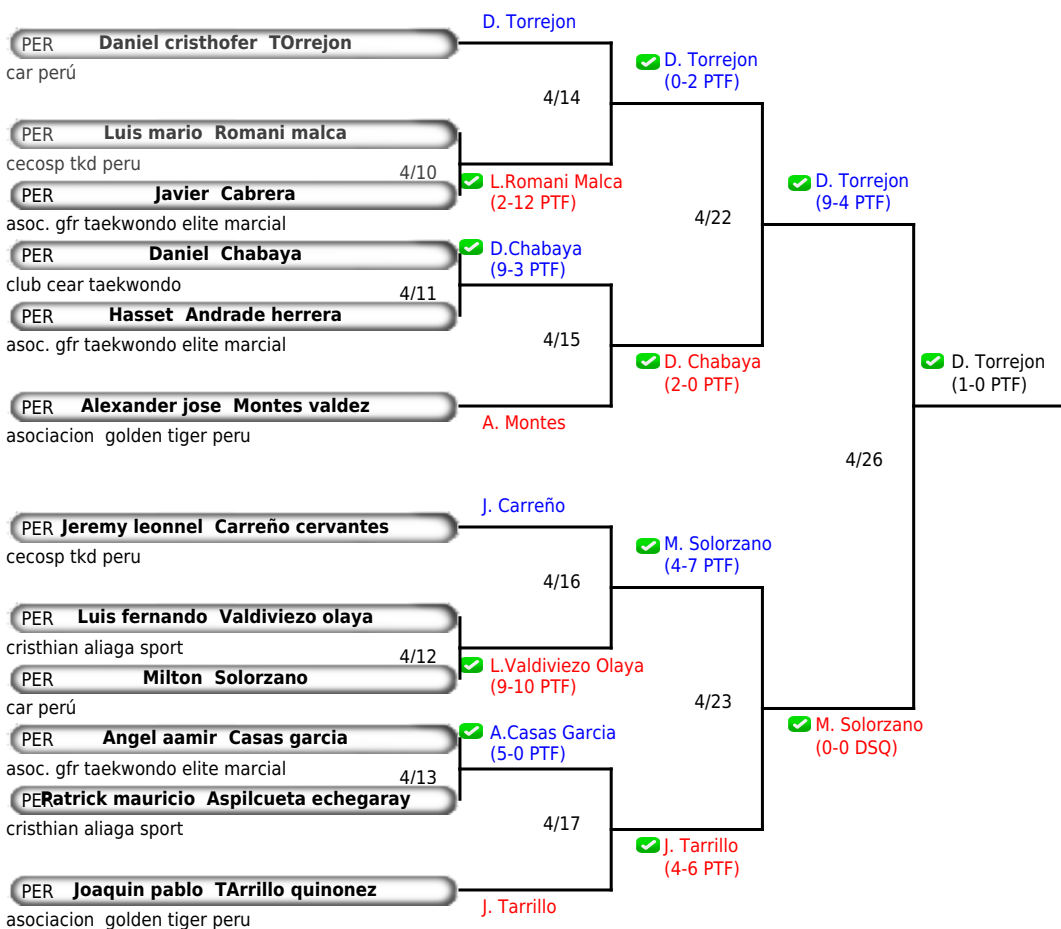 D. Torrejon
PER Daniel cristhofer TOrrejon
car perú
D. Torrejon
(0-2 PTF)
4/14
PER Luis mario Romani malca
cecosp tkd peru
4/10
L.Romani Malca
(2-12 PTF)
PER Javier Cabrera
asoc. gfr taekwondo elite marcial
D. Torrejon
(9-4 PTF)
4/22
PER Daniel Chabaya
club cear taekwondo
D.Chabaya
(9-3 PTF)
4/11
PER Hasset Andrade herrera
asoc. gfr taekwondo elite marcial
4/15
D. Chabaya
(2-0 PTF)
D. Torrejon
(1-0 PTF)
PER Alexander jose Montes valdez
asociacion golden tiger peru
A. Montes
4/26
J. Carreño
PER Jeremy leonnel Carreño cervantes
cecosp tkd peru
M. Solorzano
(4-7 PTF)
4/16
PER Luis fernando Valdiviezo olaya
cristhian aliaga sport
4/12
L.Valdiviezo Olaya
(9-10 PTF)
PER Milton Solorzano
car perú
4/23
M. Solorzano
(0-0 DSQ)
PER Angel aamir Casas garcia
asoc. gfr taekwondo elite marcial
A.Casas Garcia
(5-0 PTF)
4/13
PER Patrick mauricio Aspilcueta echegaray
cristhian aliaga sport
4/17
J. Tarrillo
(4-6 PTF)
PER Joaquin pablo TArrillo quinonez
asociacion golden tiger peru
J. Tarrillo